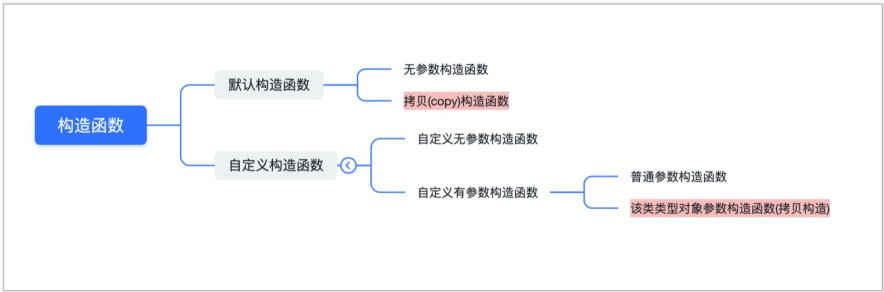 构造函数
默认构造函数
无参数构造函数
拷贝(copy)构造函数
自定义构造函数
自定义无参数构造函数
自定义有参数构造函数
普通参数构造函数
该类类型对象参数构造函数(拷贝构造)